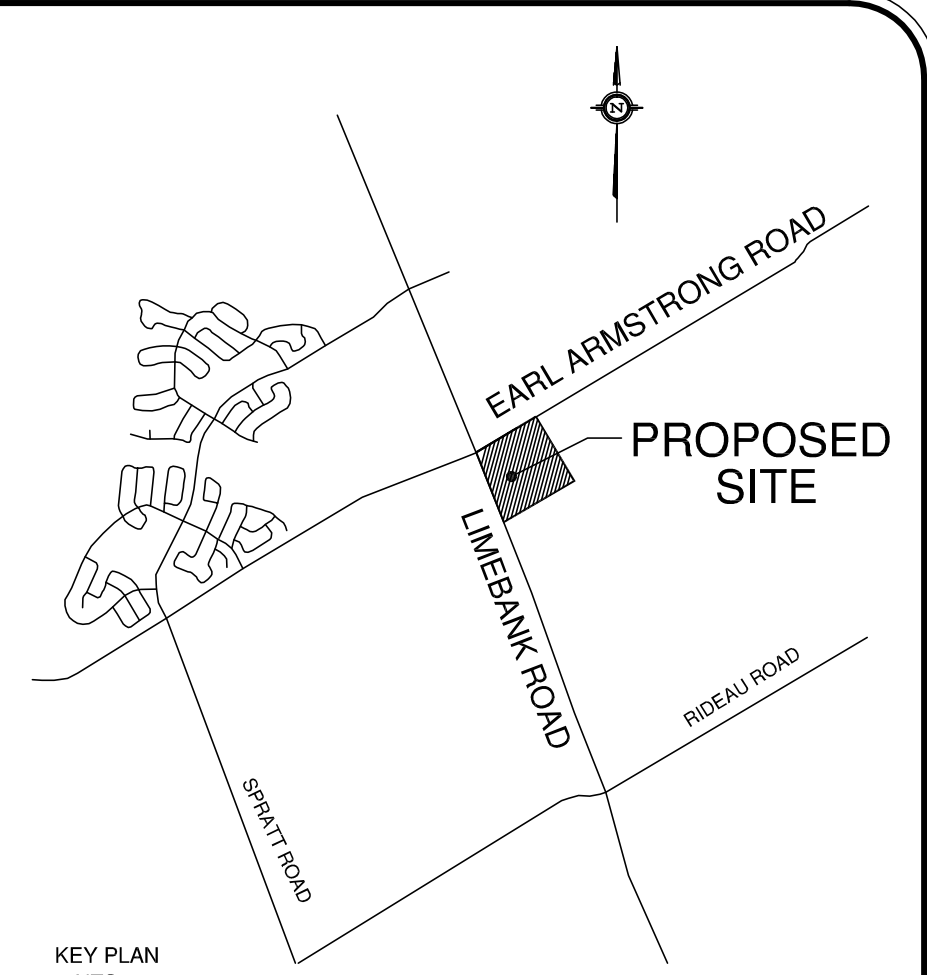 N
EARL ARMSTRONG ROAD
PROPOSED
SITE
LIMEBANK ROAD
RIDEAU ROAD
SPRATT ROAD
KEY PLAN